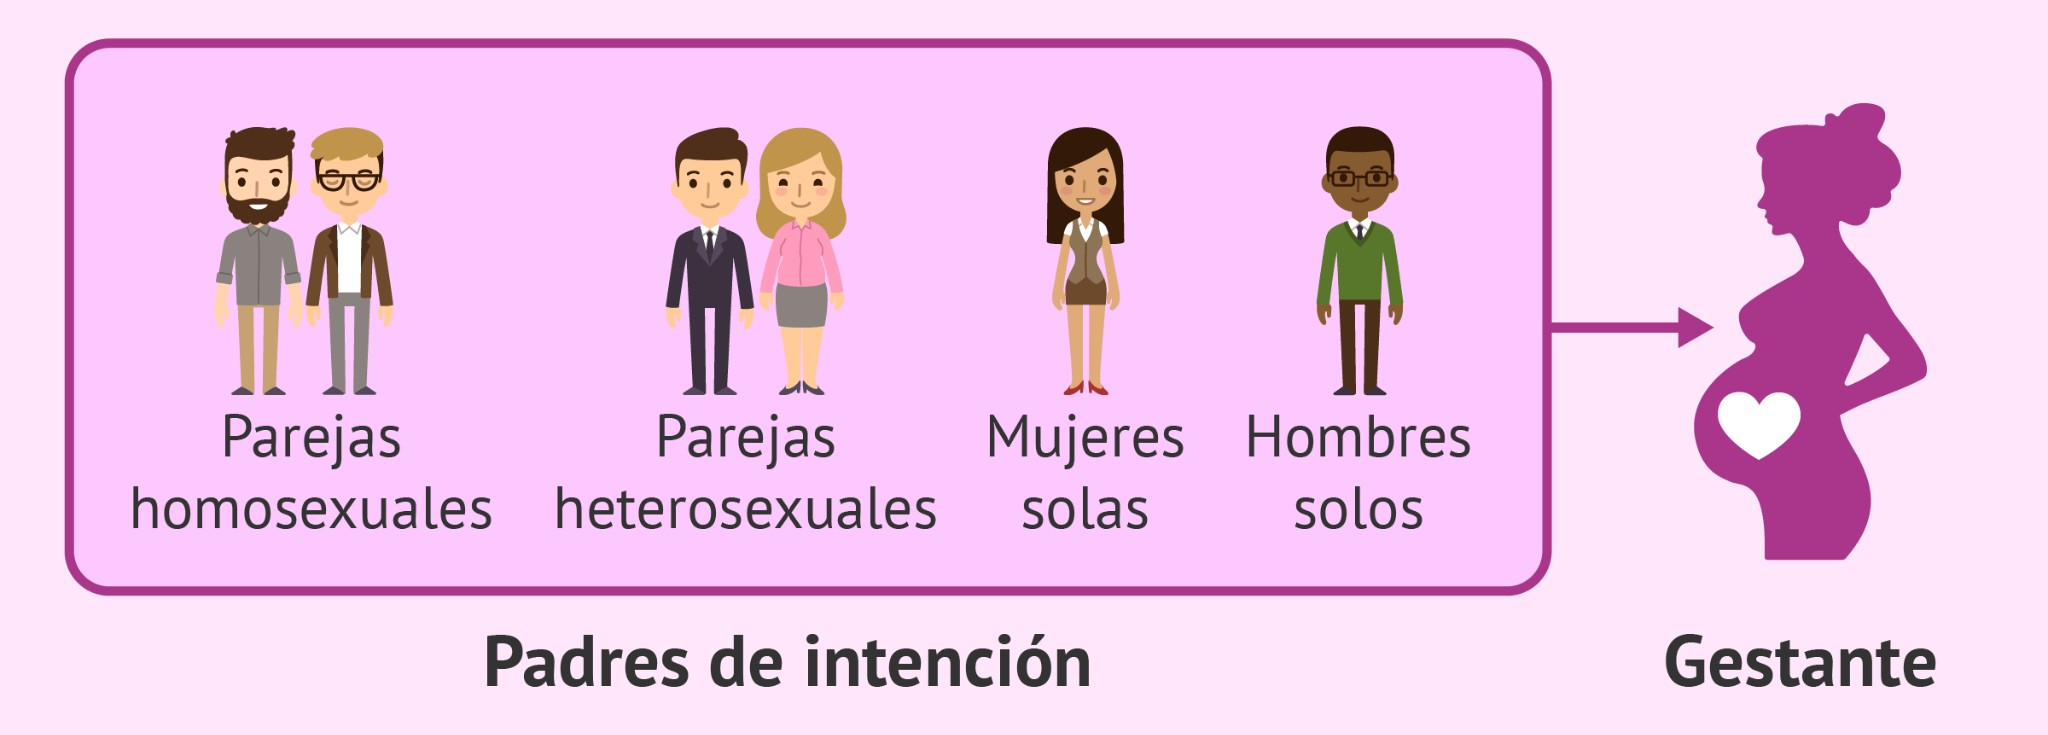 Parejas
homosexuales
Parejas
heterosexuales
Mujeres
solas
Hombres
solos
Padres de intención
Gestante